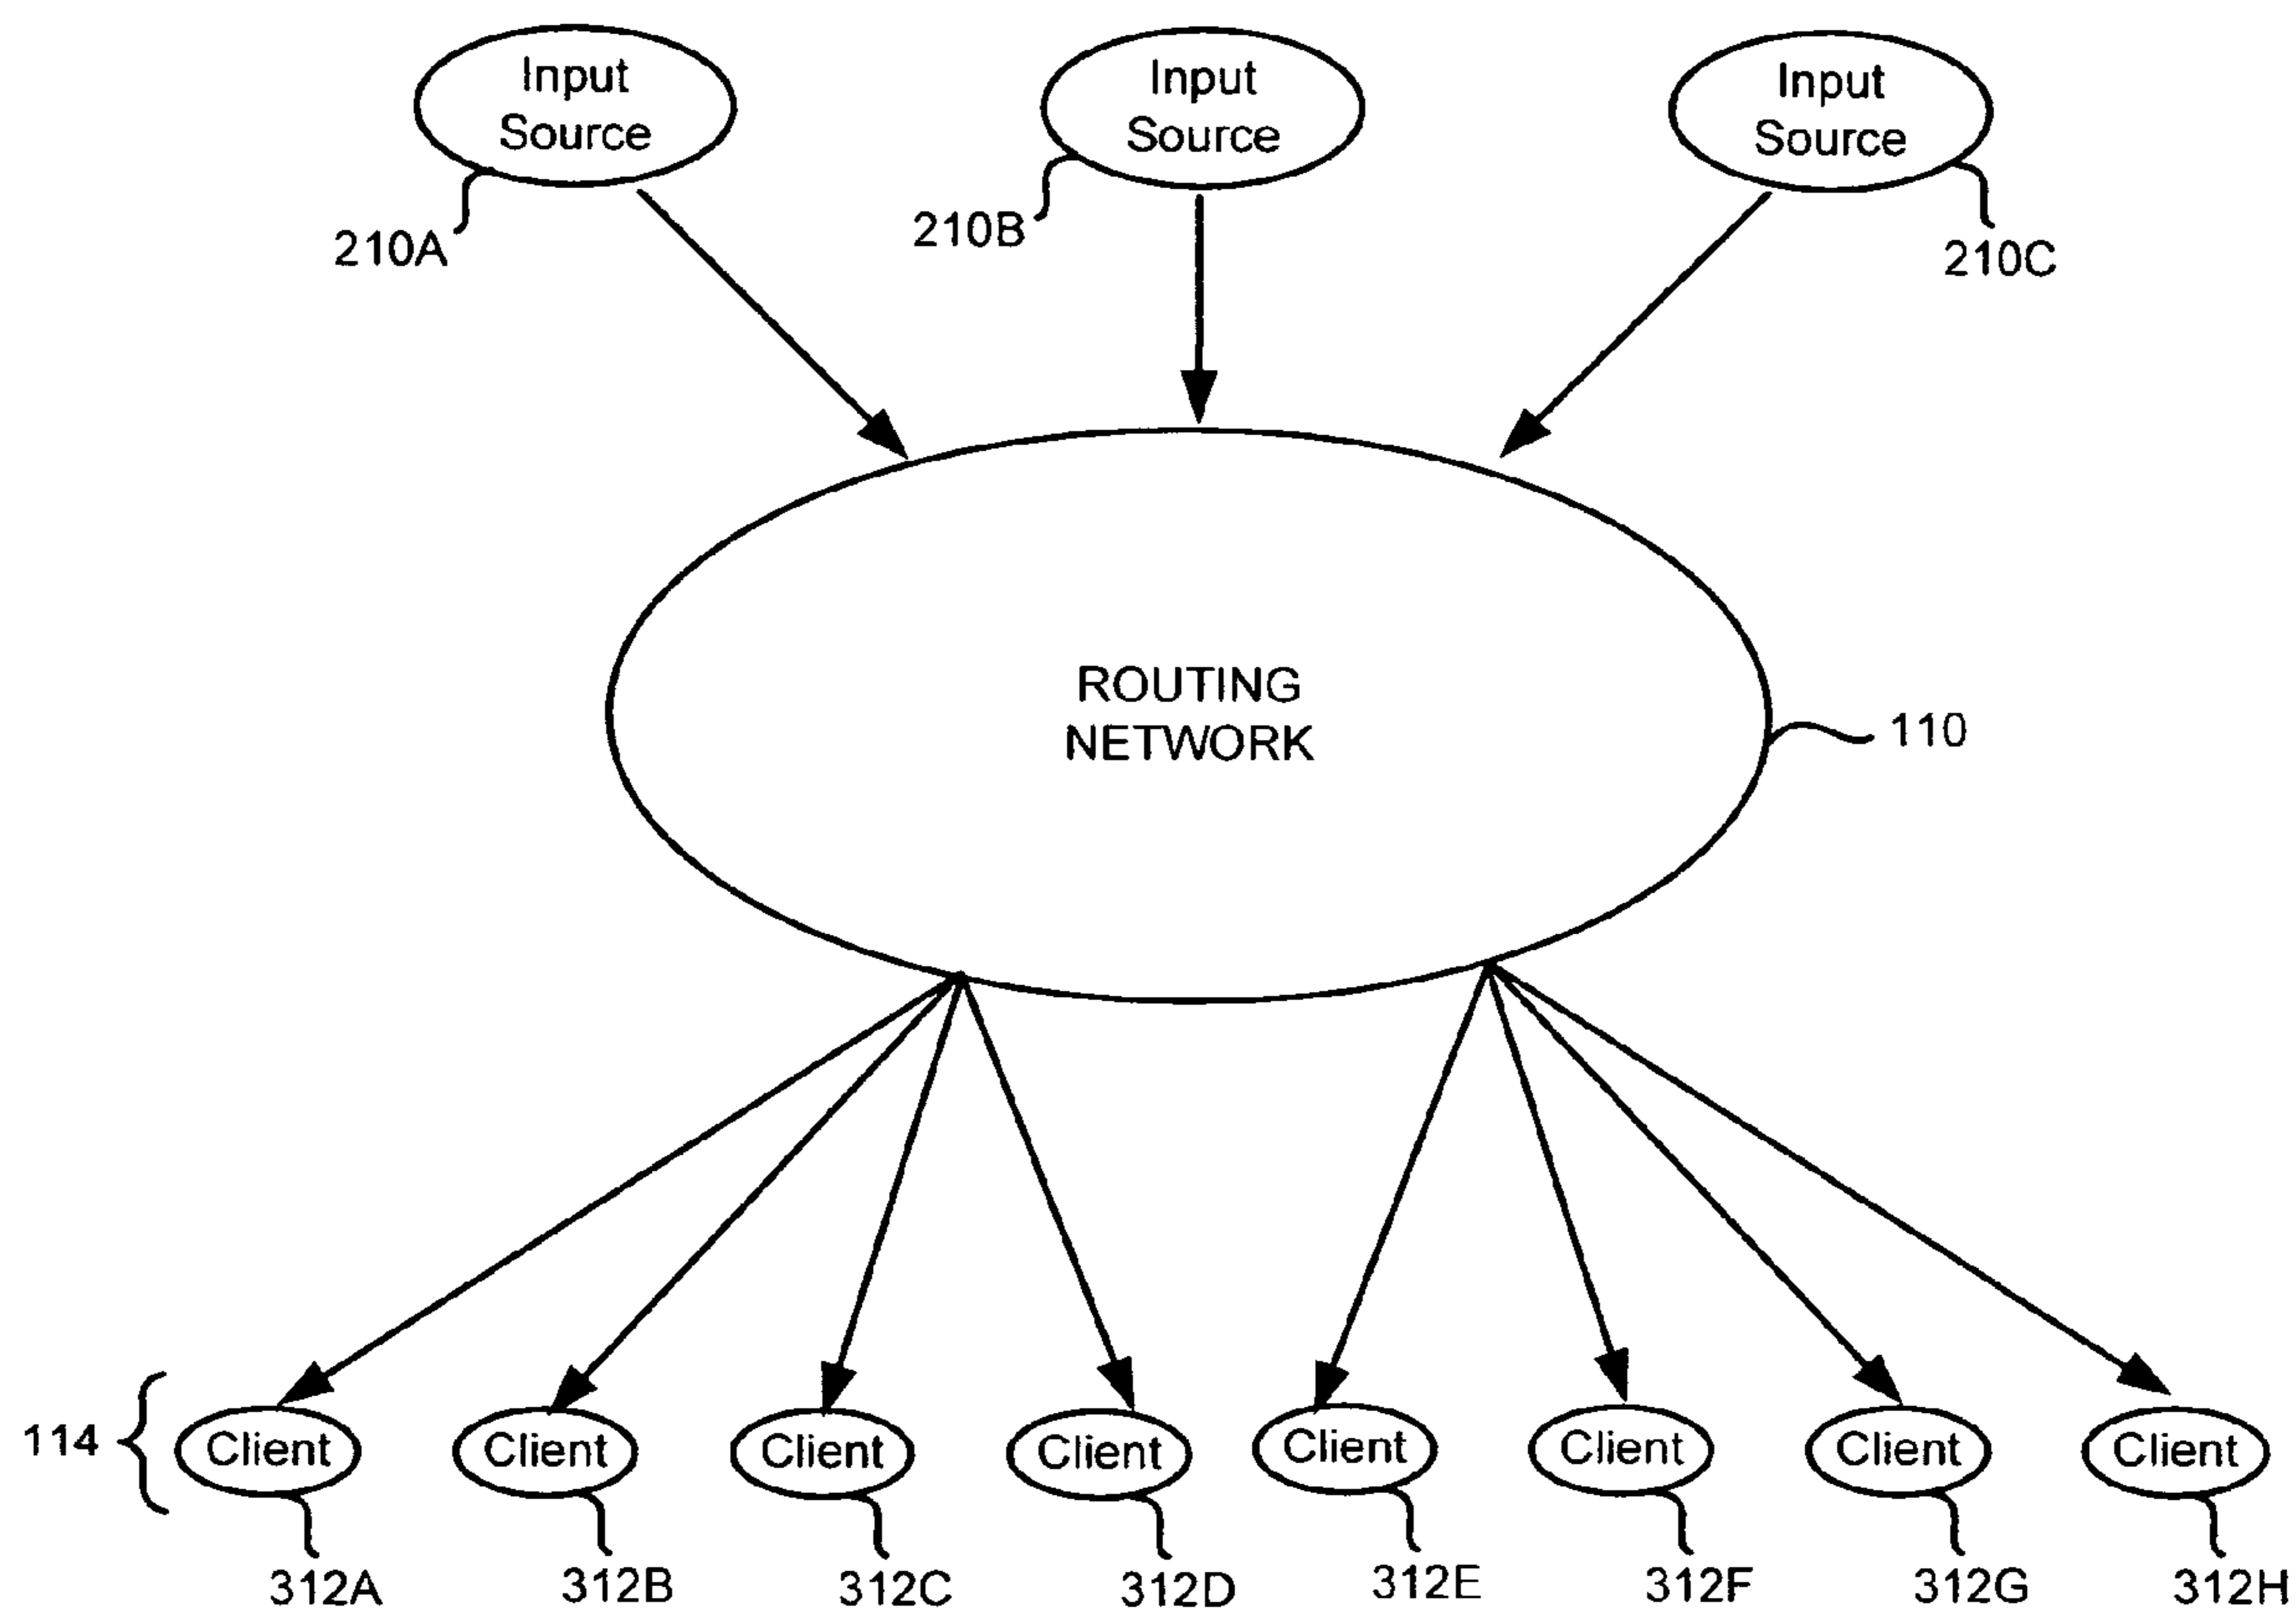 Input
Source
Input
Source
Input
Source
210A
210B
210C
ROUTING
NETWORK
110
114
Client
Client
Client
Client
Client
Client
Client
Client
312A
312B
312C
312D
312E
312F
312G
312H